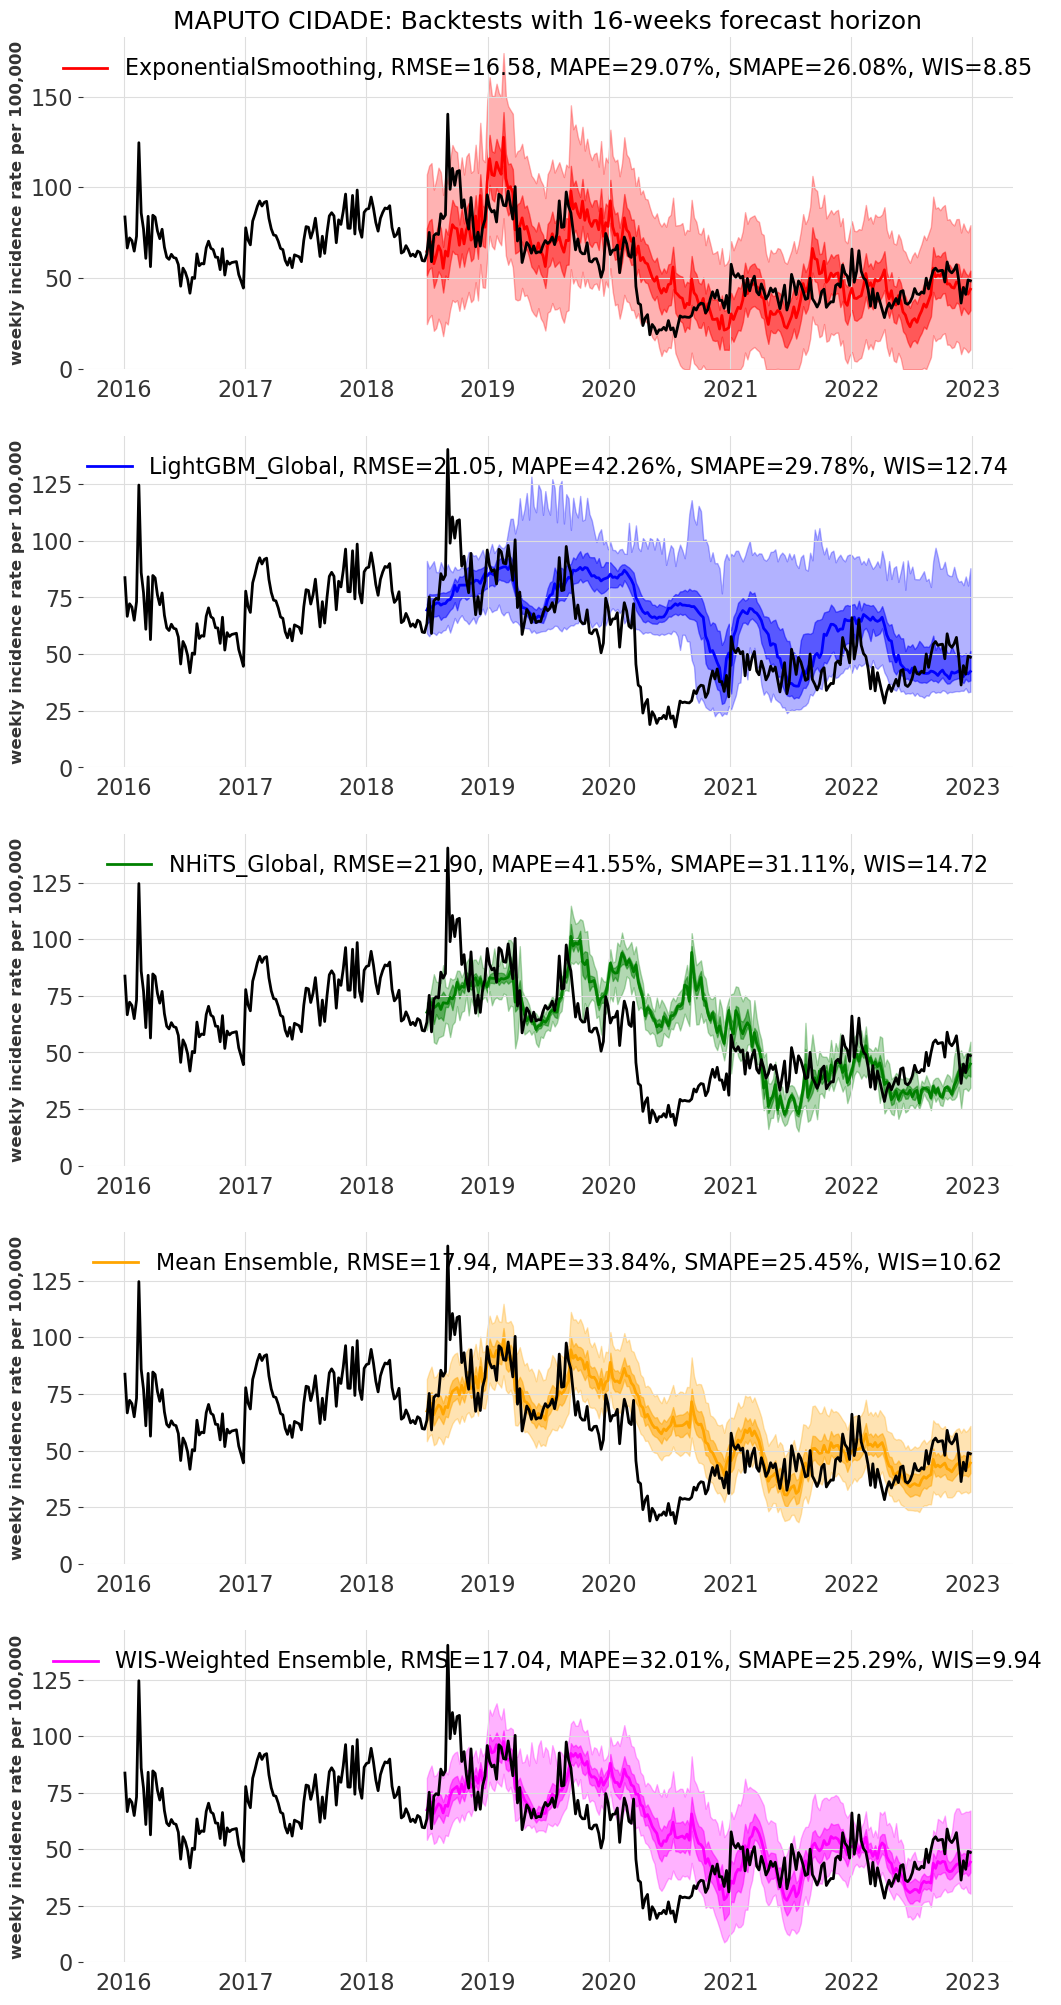 MAPUTO CIDADE: Backtests with 16-weeks forecast horizon
ExponentialSmoothing, RMSE=16.58, MAPE=29.07%, SMAPE=26.08%, WIS=8.85
weekly incidence rate per 100,000
150
100
50
0
2016 2017 2018 2019 2020 2021 2022 2023
LightGBM_Global, RMSE=21.05, MAPE=42.26%, SMAPE=29.78%, WIS=12.74
weekly incidence rate per 100,000
125
100
75
50
25
0
2016 2017 2018 2019 2020 2021 2022 2023
NHiTS_Global, RMSE=21.90, MAPE=41.55%, SMAPE=31.11%, WIS=14.72
weekly incidence rate per 100,000
125
100
75
50
25
0
2016 2017 2018 2019 2020 2021 2022 2023
Mean Ensemble, RMSE=17.94, MAPE=33.84%, SMAPE=25.45%, WIS=10.62
weekly incidence rate per 100,000
125
100
75
50
25
0
2016 2017 2018 2019 2020 2021 2022 2023
WIS-Weighted Ensemble, RMSE=17.04, MAPE=32.01%, SMAPE=25.29%, WIS=9.94
weekly incidence rate per 100,000
125
100
75
50
25
0
2016 2017 2018 2019 2020 2021 2022 2023